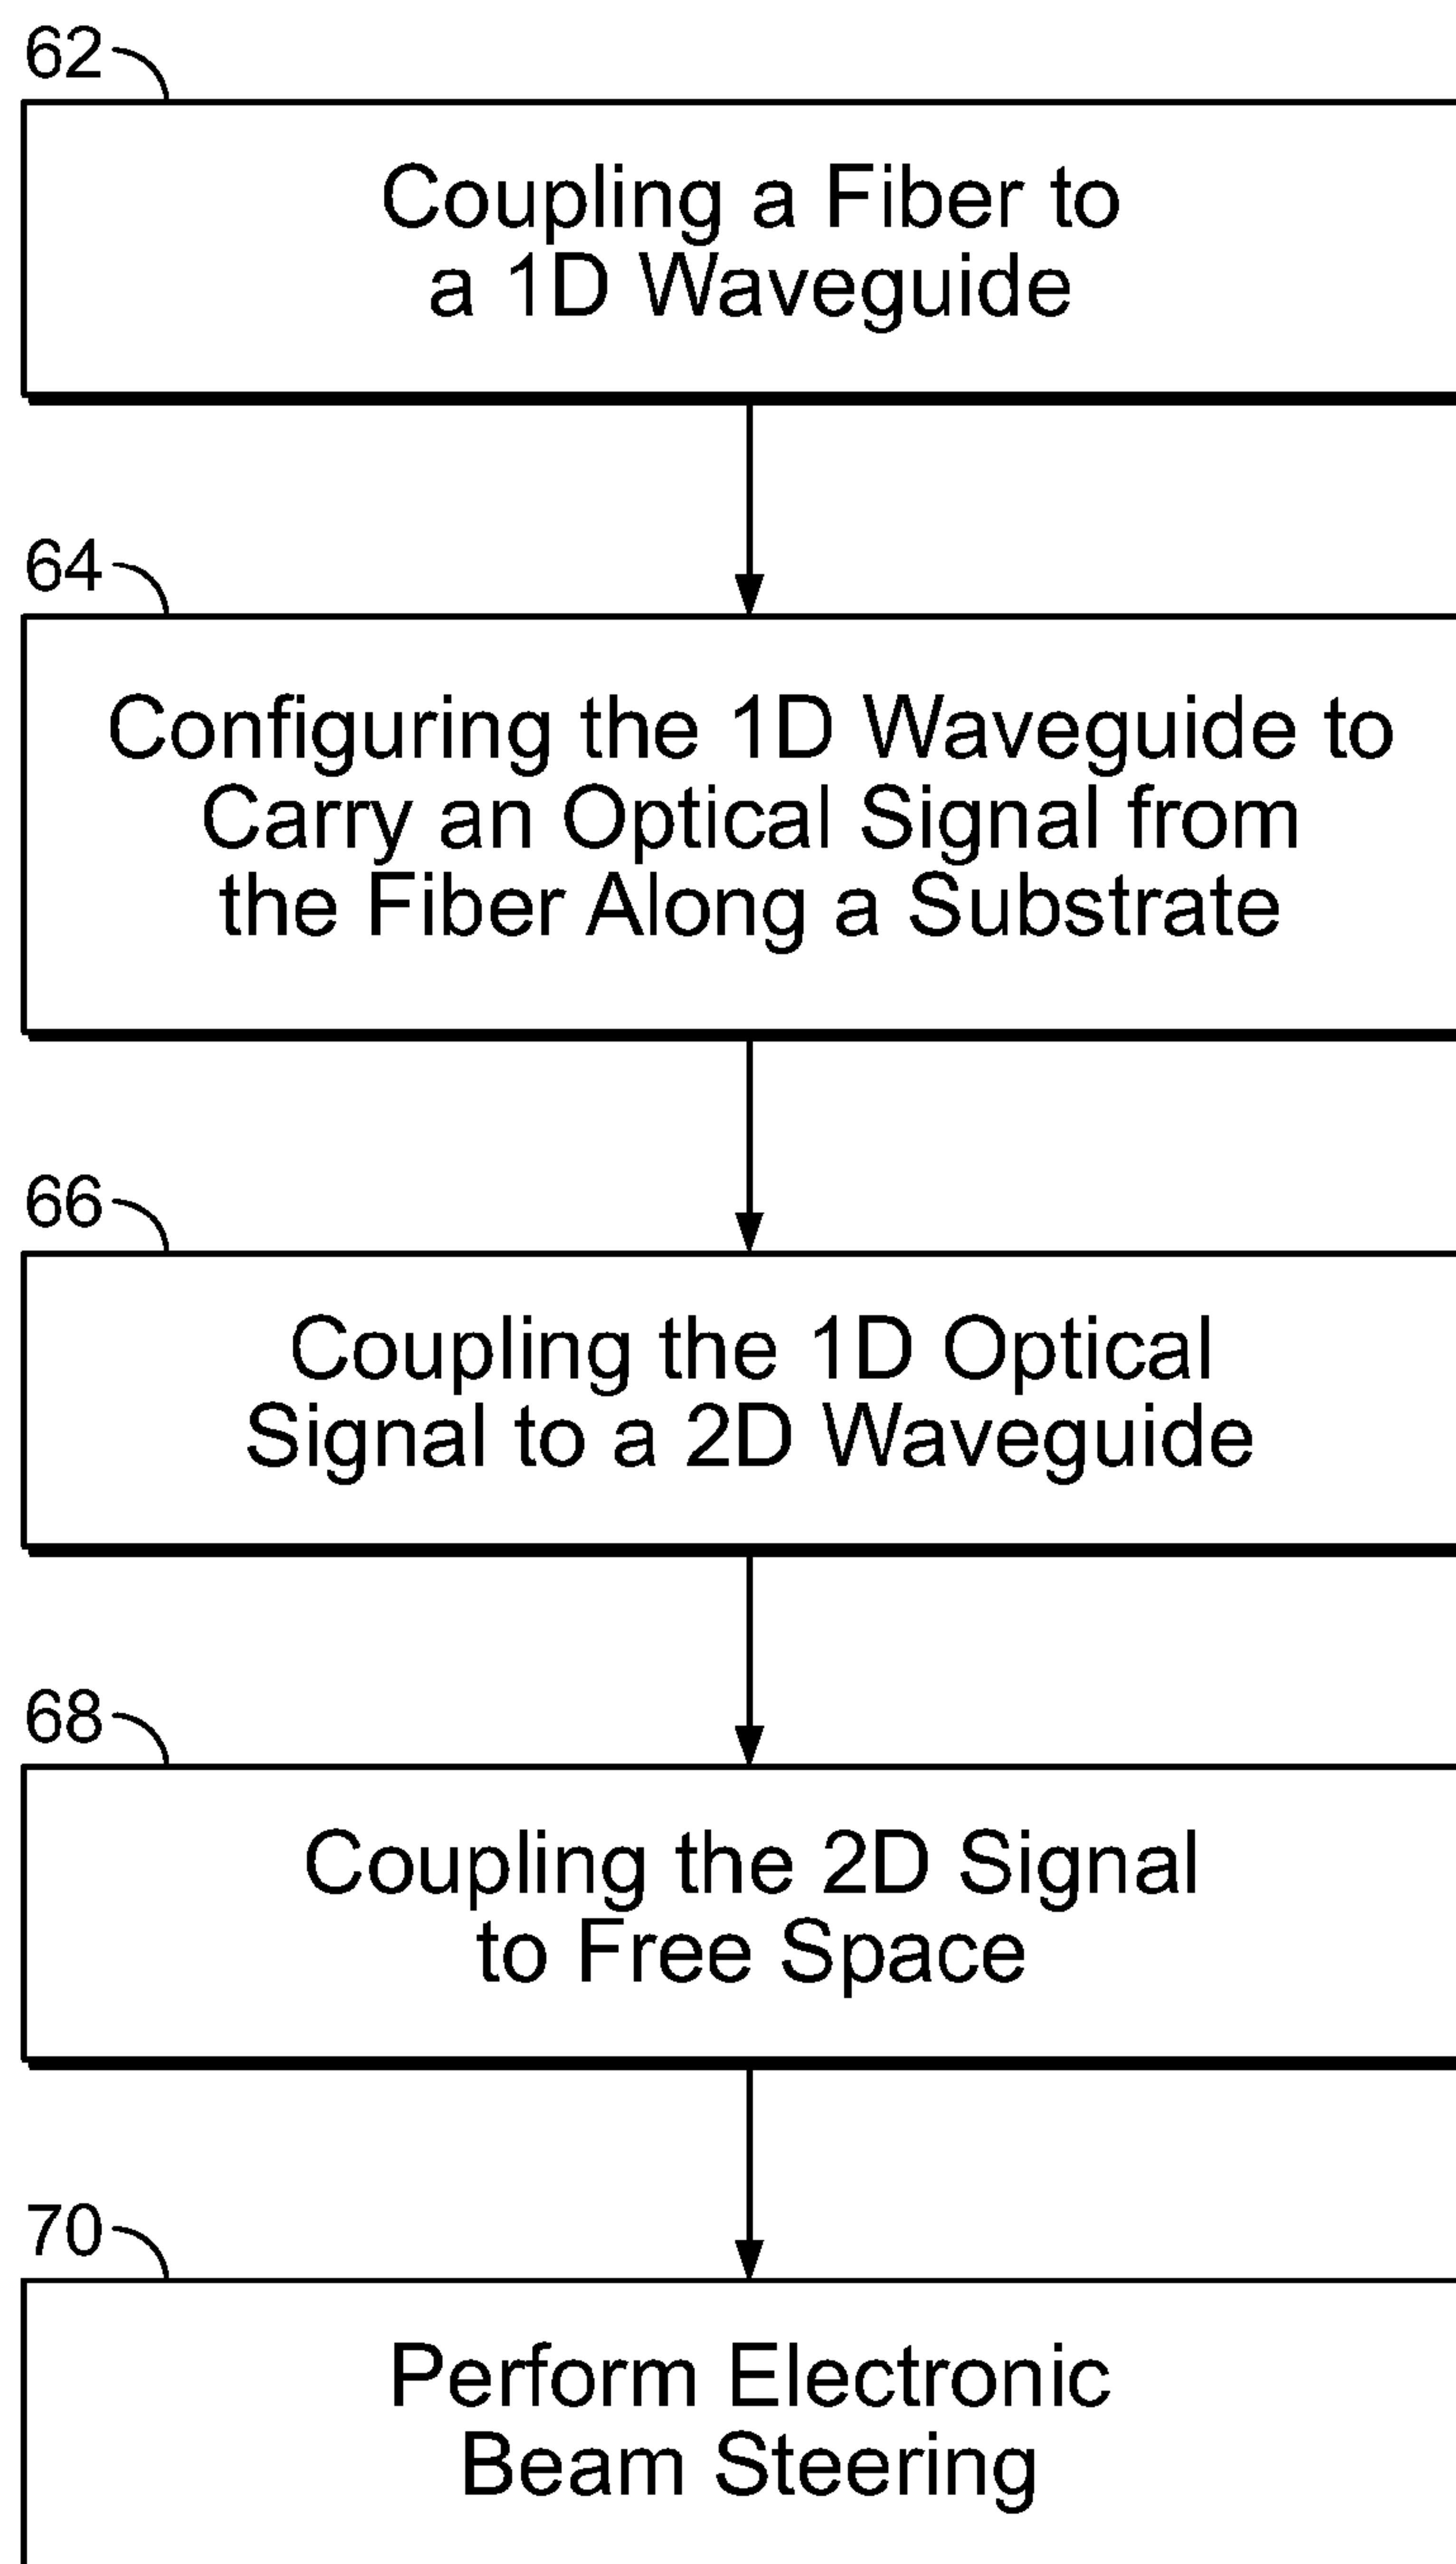 62
Coupling a Fiber to
a 1D Waveguide
64
Configuring the 1D Waveguide to
Carry an Optical Signal from
the Fiber Along a Substrate
66
Coupling the 1D Optical
Signal to a 2D Waveguide
68
Coupling the 2D Signal
to Free Space
70
Perform Electronic
Beam Steering